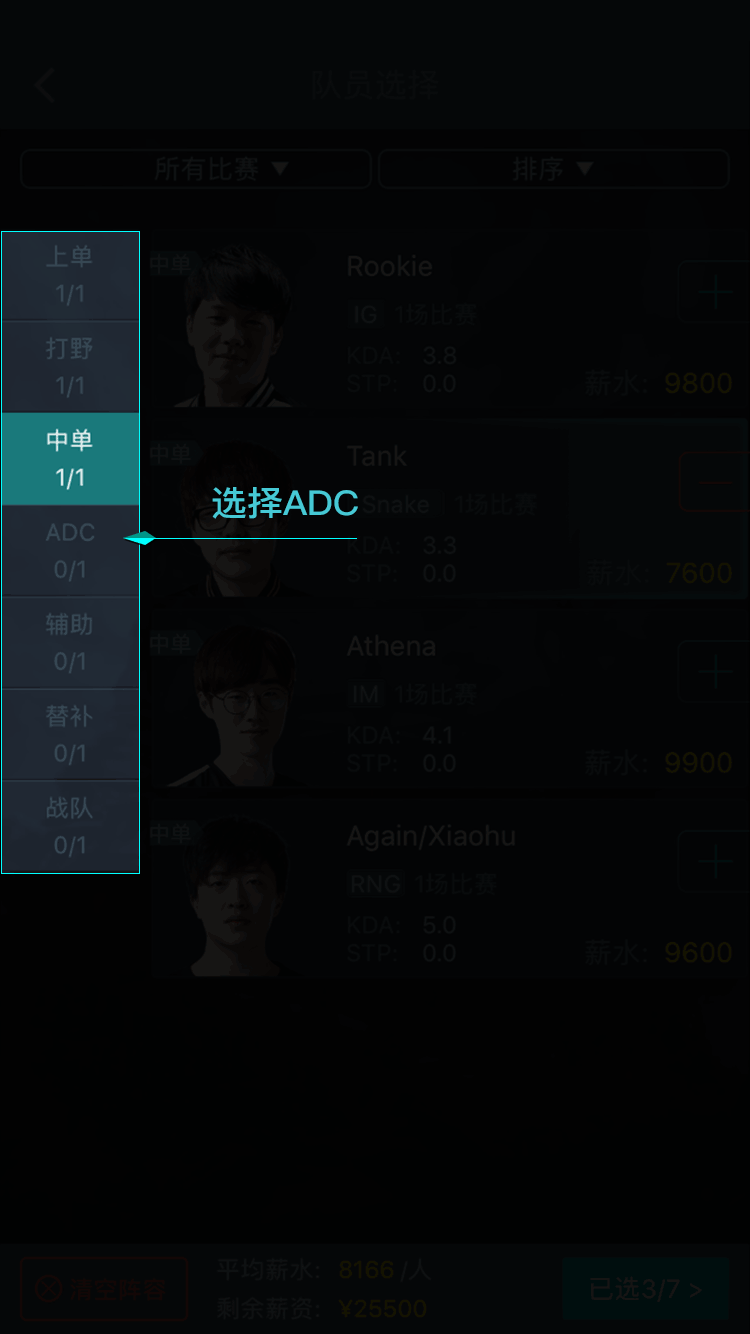 队员选择
所有比赛 ▼
排序 ▼
上单
1/1
打野
1/1
中单
1/1
ADC
0/1
辅助
0/1
替补
0/1
战队
0/1
中单
Rookie
IG 1场比赛
KDA: 3.8
STP: 0.0
薪水: 9800
中单
Tank
Snake 1场比赛
KDA: 3.3
STP: 0.0
薪水: 7600
选择ADC
中单
Athena
IM 1场比赛
KDA: 4.1
STP: 0.0
薪水: 9900
中单
Again/Xiaohu
RNG 1场比赛
KDA: 5.0
STP: 0.0
薪水: 9600
清空阵容
平均薪水: 8166 /人
剩余薪资: ¥25500
已选3/7 >